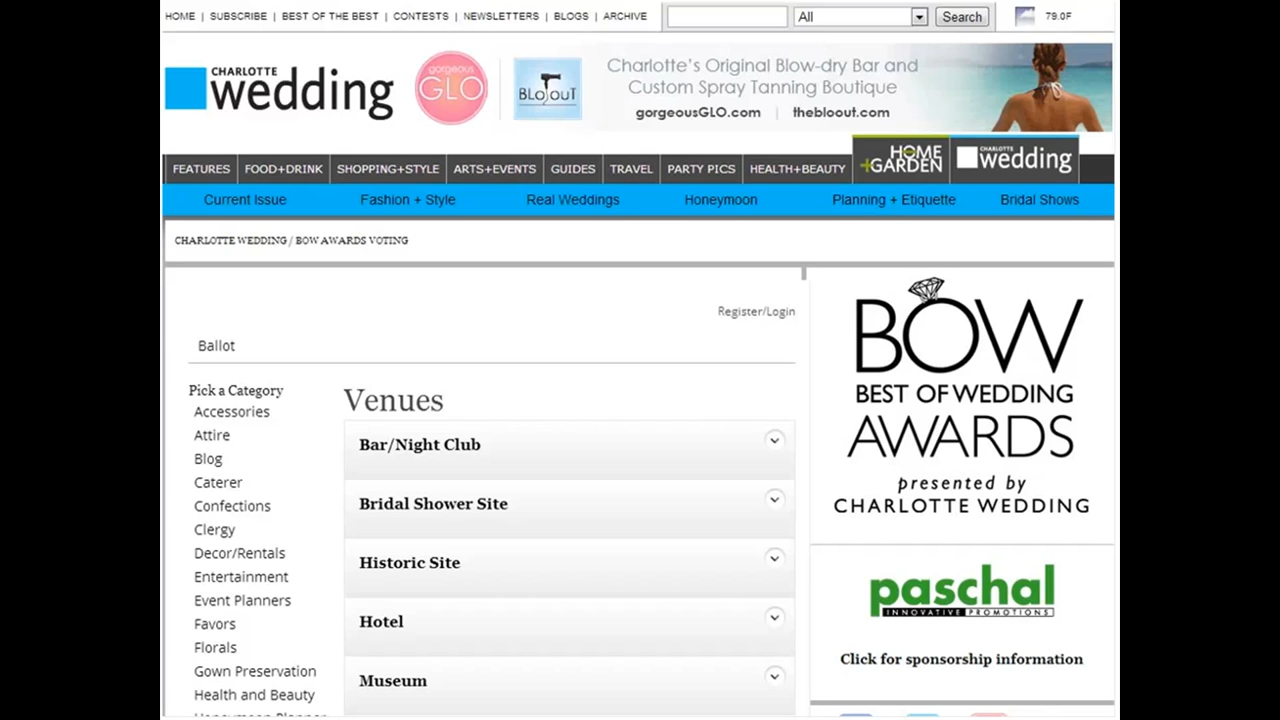 HOME | SUBSCRIBE | BEST OF THE BEST | CONTESTS | NEWSLETTERS | BLOGS | ARCHIVE
All
Search
79.0F
CHARLOTTE
wedding
gorgeous
GLO
BLO OUT
Charlotte's Original Blow-dry Bar and
Custom Spray Tanning Boutique
gorgeousGLO.com | thebloout.com
FEATURES FOOD+DRINK SHOPPING+STYLE ARTS+EVENTS GUIDES TRAVEL PARTY PICS HEALTH+BEAUTY
HOME
+GARDEN
CHARLOTTE
wedding
Current Issue Fashion + Style Real Weddings Honeymoon Planning + Etiquette Bridal Shows
CHARLOTTE WEDDING / BOW AWARDS VOTING
Register/Login
Ballot
Pick a Category
Accessories
Attire
Blog
Caterer
Confections
Clergy
Decor/Rentals
Entertainment
Event Planners
Favors
Florals
Gown Preservation
Health and Beauty
Honeymoon Planner
Venues
Bar/Night Club
Bridal Shower Site
Historic Site
Hotel
Museum
BOW
BEST OF WEDDING
AWARDS
presented by
CHARLOTTE WEDDING
paschal
INNOVATIVE PROMOTIONS
Click for sponsorship information